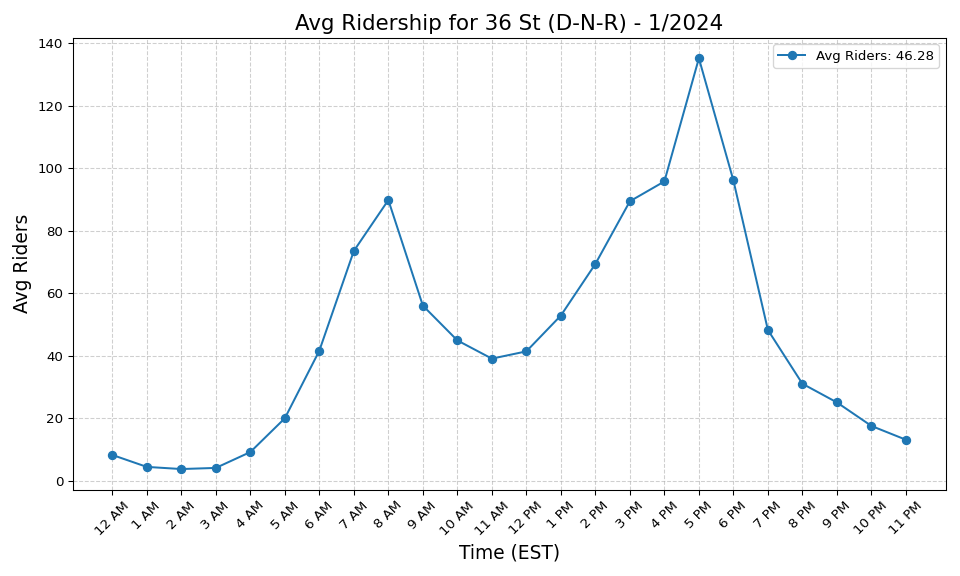 Avg Ridership for 36 St (D-N-R) - 1/2024
Avg Riders: 46.28
Avg Riders
140
120
100
80
60
40
20
0
12 AM
1 AM
2 AM
3 AM
4 AM
5 AM
6 AM
7 AM
8 AM
9 AM
10 AM
11 AM
12 PM
1 PM
2 PM
3 PM
4 PM
5 PM
6 PM
7 PM
8 PM
9 PM
10 PM
11 PM
Time (EST)